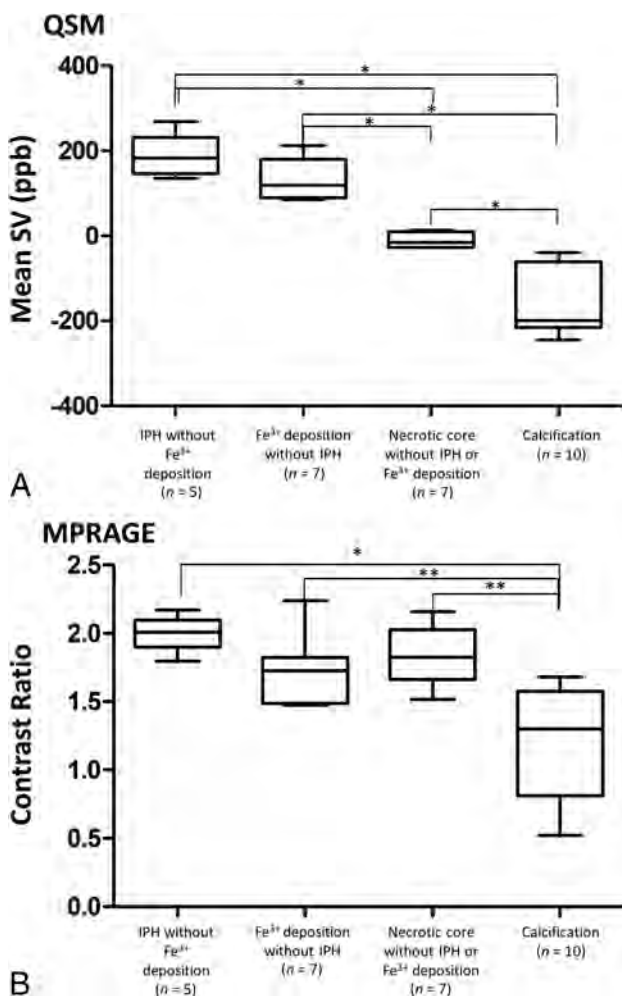 QSM
400
200
0
-200
-400
Mean SV (ppb)
*
*
*
*
*
IPH without
Fe³⁺
deposition
(n = 5)
Fe³⁺ deposition
without IPH
(n = 7)
Necrotic core
without IPH or
Fe³⁺ deposition
(n = 7)
Calcification
(n = 10)
A
MPRAGE
2.5
2.0
1.5
1.0
0.5
0.0
Contrast Ratio
*
**
**
IPH without
Fe³⁺
deposition
(n = 5)
Fe³⁺ deposition
without IPH
(n = 7)
Necrotic core
without IPH or
Fe³⁺ deposition
(n = 7)
Calcification
(n = 10)
B